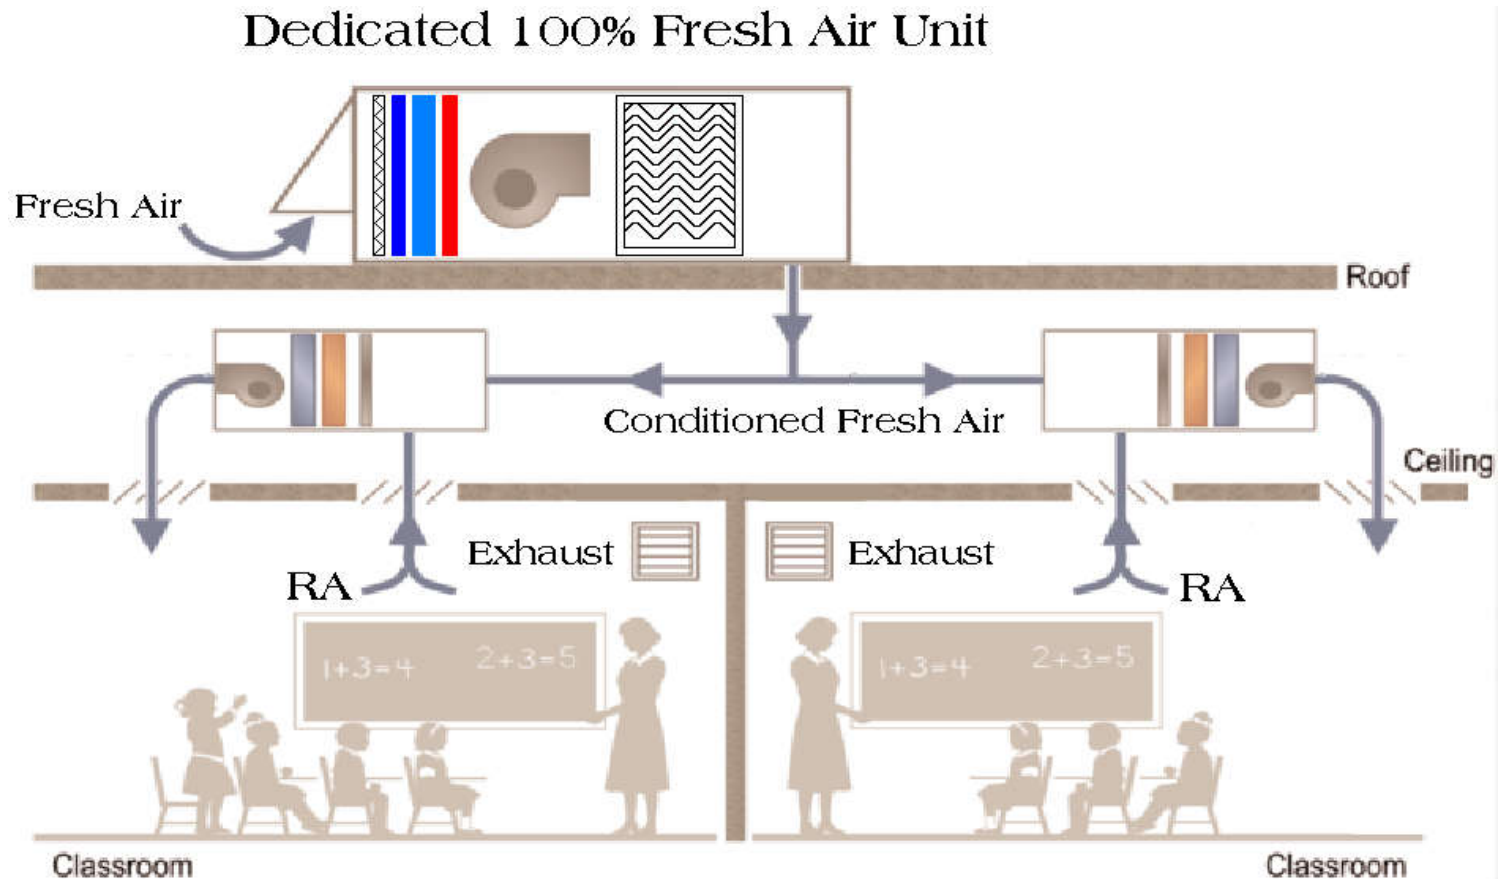 Dedicated 100% Fresh Air Unit
Fresh Air
Roof
Conditioned Fresh Air
Ceiling
Exhaust
Exhaust
RA
RA
1+3=4
2+3=5
1+3=4
2+3=5
Classroom
Classroom